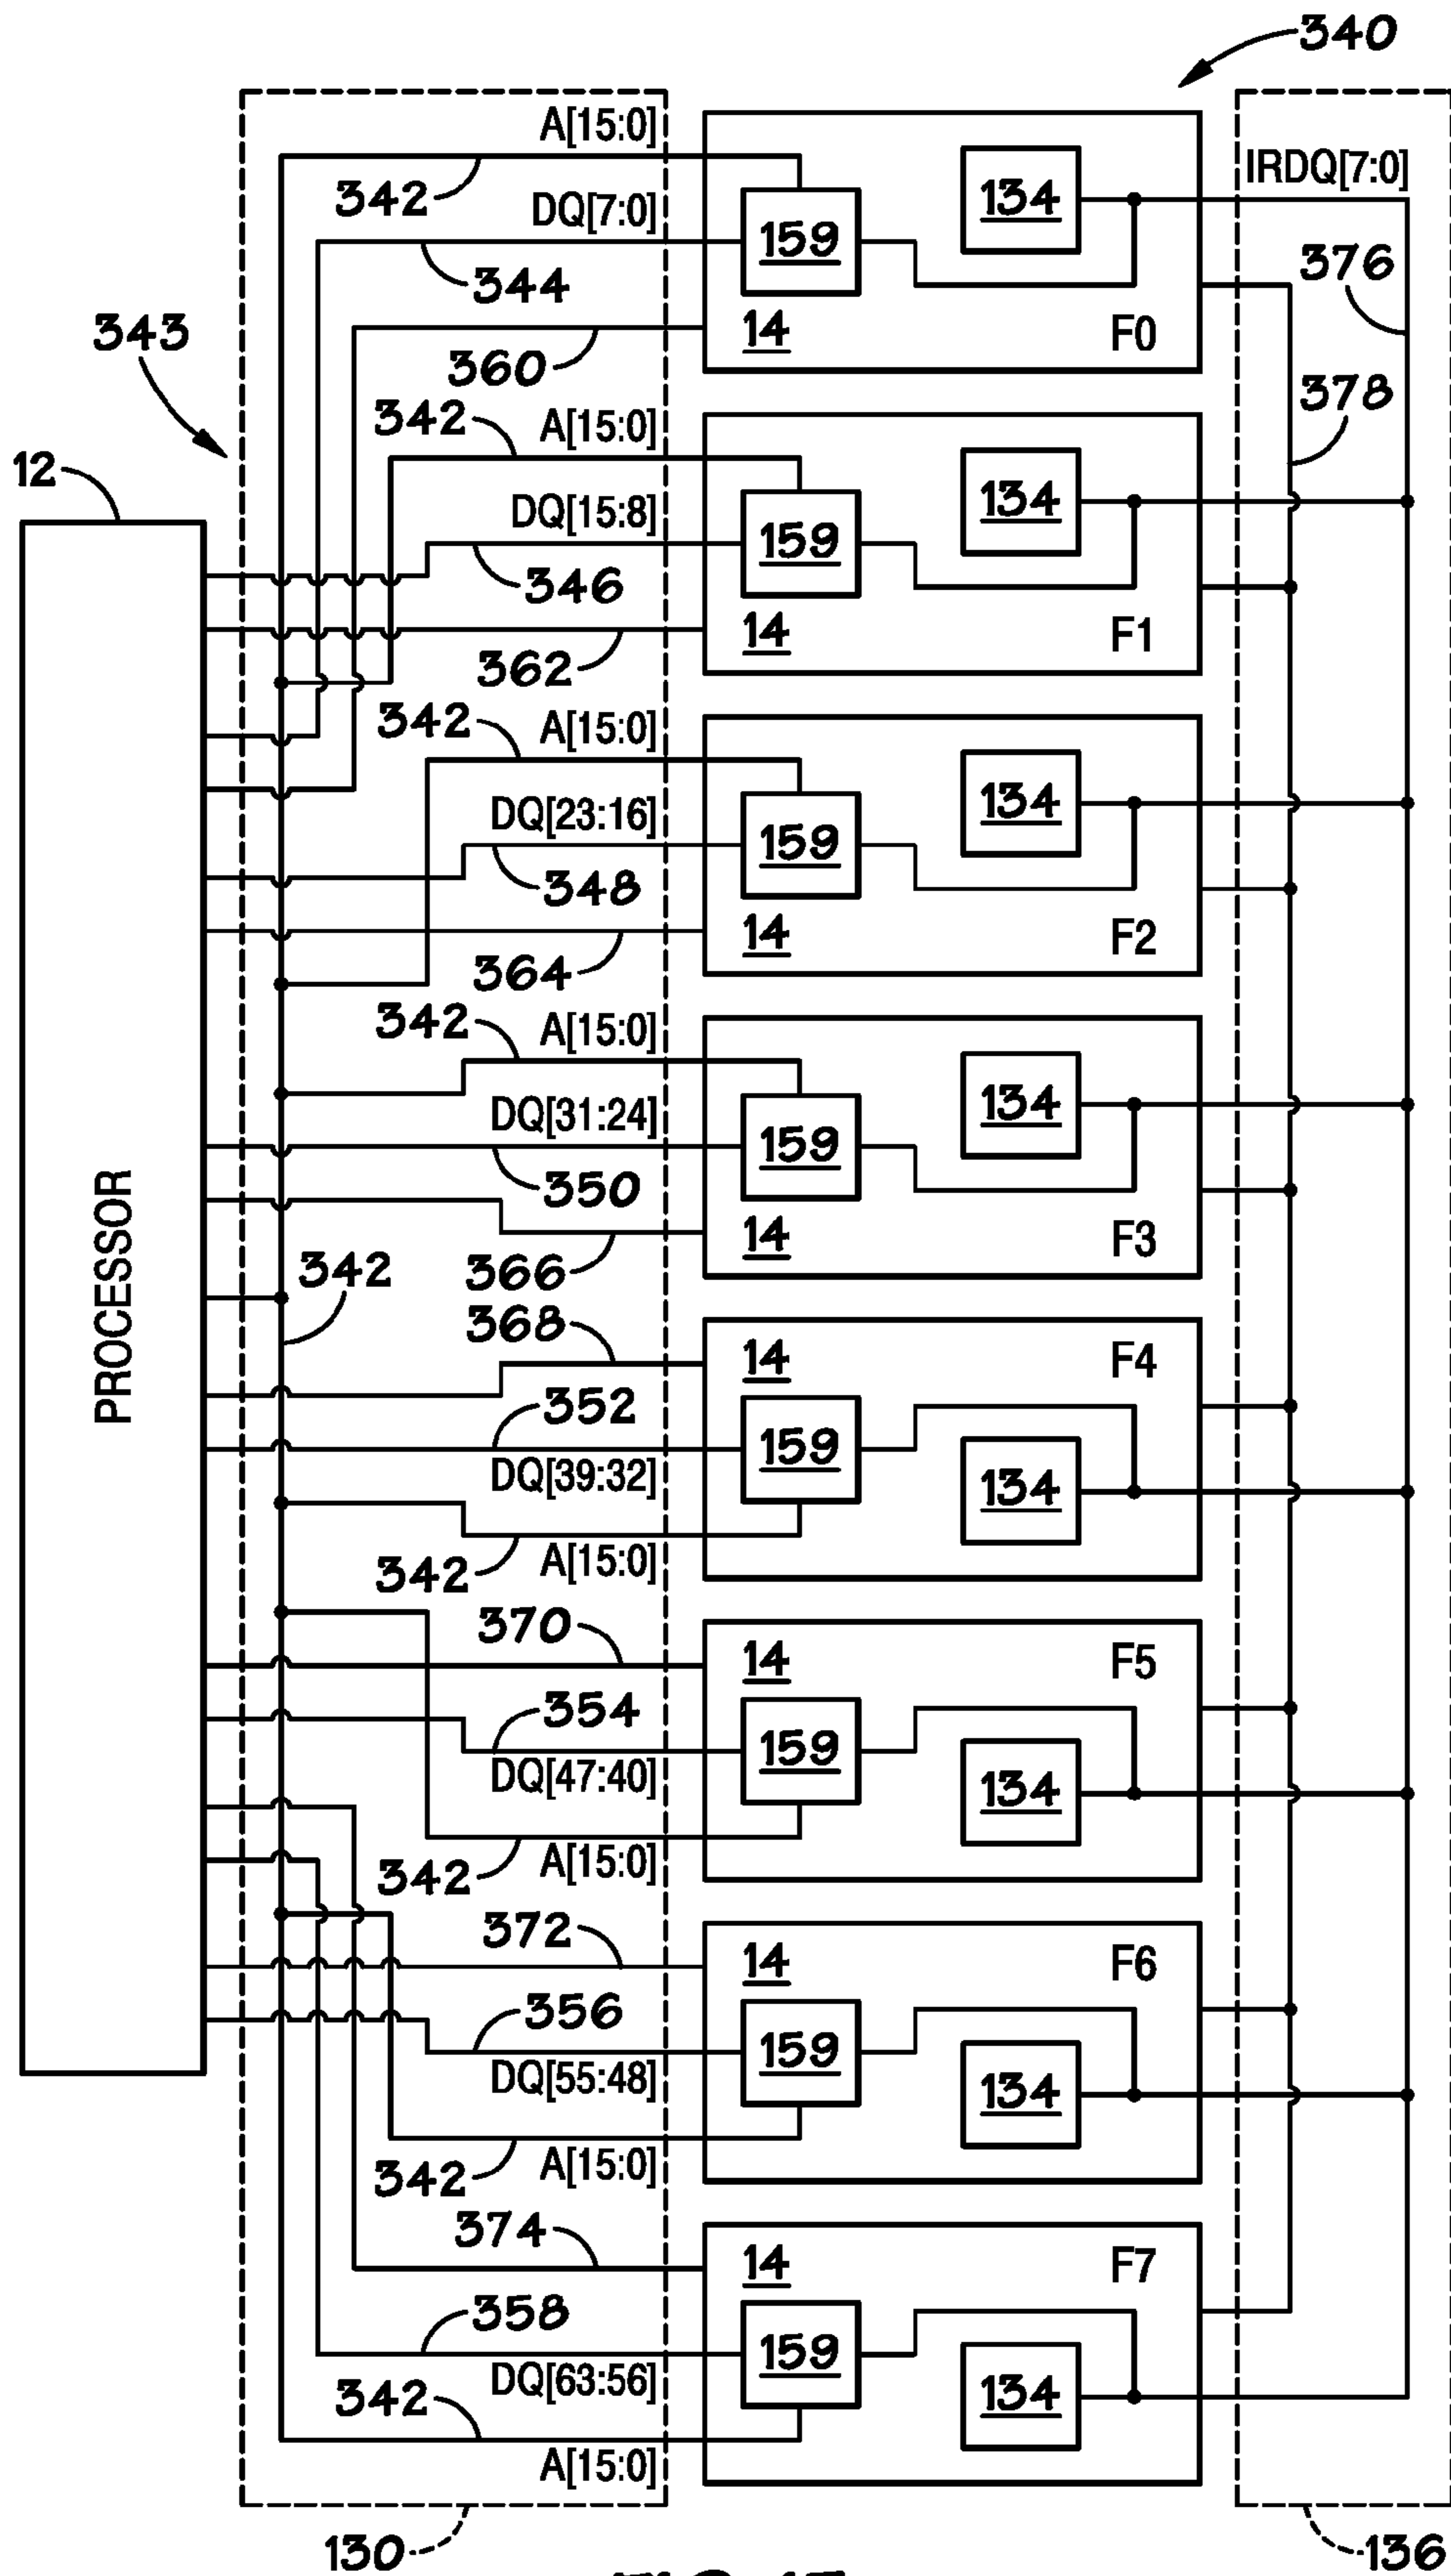 340
A[15:0]
342
IRDQ[7:0]
134
DQ[7:0]
159
344
376
343
14
F0
360
378
342
A[15:0]
12
134
DQ[15:8]
159
346
14
F1
362
342
A[15:0]
134
DQ[23:16]
159
348
14
F2
364
342
A[15:0]
134
DQ[31:24]
159
350
PROCESSOR
14
F3
342
366
368
14
F4
352
159
DQ[39:32]
134
342
A[15:0]
370
14
F5
354
159
DQ[47:40]
134
342
A[15:0]
372
14
F6
356
159
DQ[55:48]
134
342
A[15:0]
374
14
F7
358
159
DQ[63:56]
134
342
A[15:0]
130
136